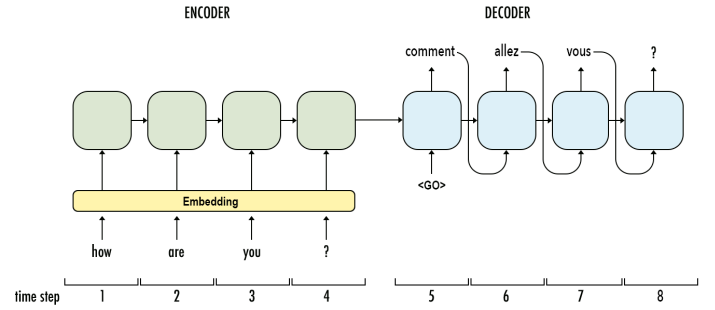 ENCODER DECODER
comment allez vous ?
<GO>
Embedding
how are you ?
time step 1 2 3 4 5 6 7 8